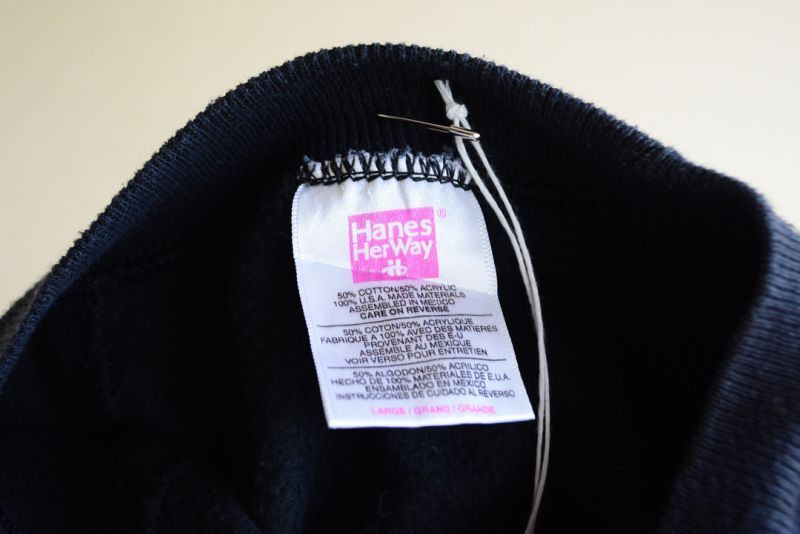 Hanes
HerWay
®
50% COTTON/50% ACRYLIC
100% U.S.A. MADE MATERIALS
ASSEMBLED IN MEXICO
CARE ON REVERSE
50% COTON/50% ACRYLIQUE
FABRIQUE A 100% AVEC DES MATIERES
PROVENANT DES E-U
ASSEMBLE AU MEXIQUE
VOIR VERSO POUR ENTRETIEN
50% ALGODON/50% ACRILICO
HECHO DE 100% MATERIALES DE E.U.A.
ENSAMBLADO EN MEXICO
INSTRUCCIONES DE CUIDADO AL REVERSO
LARGE/GRAND/GRANDE